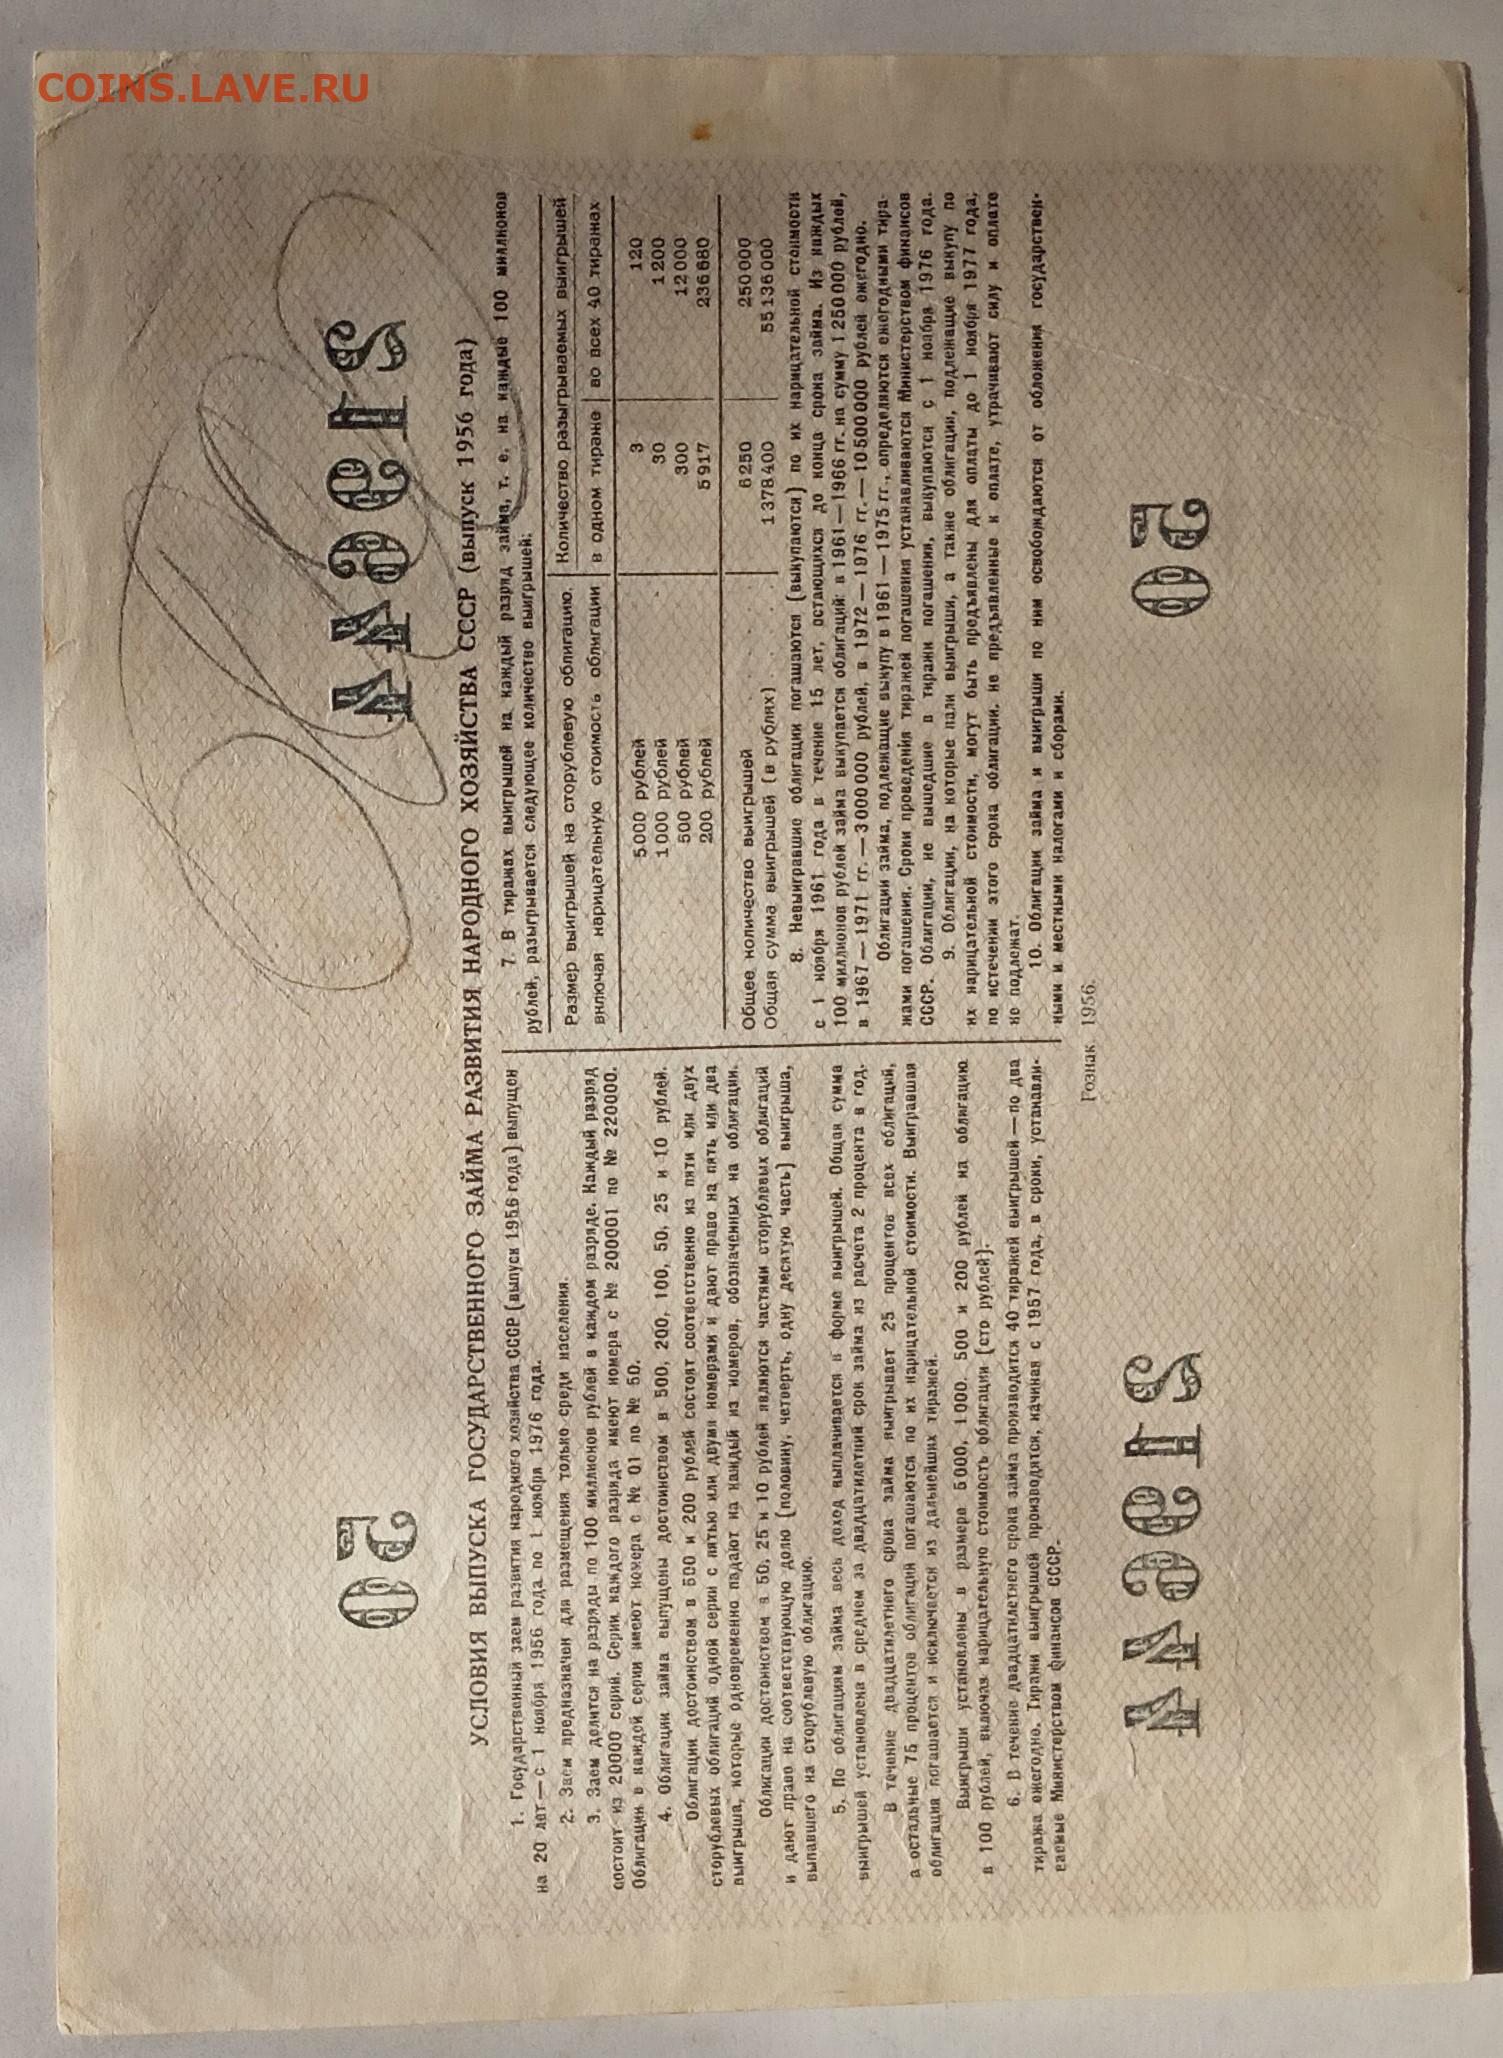 COINS.LAVE.RU
УСЛОВИЯ ВЫПУСКА ГОСУДАРСТВЕННОГО ЗАЙМА РАЗВИТИЯ НАРОДНОГО ХОЗЯЙСТВА СССР (выпуск 1956 года)
1. Государственный заем развития народного хозяйства СССР (выпуск 1956 года) выпущен
на 20 лет — с 1 ноября 1956 года по 1 ноября 1976 года.
2. Заем предназначен для размещения только среди населения.
3. Заем делится на разряды по 100 миллионов рублей в каждом разряде. Каждый разряд
состоит из 20000 серий. Серии каждого разряда имеют номера с № 200001 по № 220000.
Облигации в каждой серии имеют номера с № 01 по № 50.
4. Облигации займа выпущены достоинством в 500, 200, 100, 50, 25 и 10 рублей.
Облигации достоинством в 500 и 200 рублей состоят соответственно из пяти или двух
сторублевых облигаций одной серии с пятью или двумя номерами и дают право на пять или два
выигрыша, которые одновременно падают на каждый из номеров, обозначенных на облигации.
Облигации достоинством в 50, 25 и 10 рублей являются частями сторублевых облигаций
и дают право на соответствующую долю (половину, четверть, одну десятую часть) выигрыша,
выпавшего на сторублевую облигацию.
5. По облигациям займа весь доход выплачивается в форме выигрышей. Общая сумма
выигрышей установлена в среднем за двадцатилетний срок займа из расчета 2 процента в год.
В течение двадцатилетнего срока займа выигрывает 25 процентов всех облигаций,
а остальные 75 процентов облигаций погашаются по их нарицательной стоимости. Выигравшая
облигация погашается и исключается из дальнейших тиражей.
Выигрыши установлены в размере 5 000, 1 000, 500 и 200 рублей на облигацию
в 100 рублей, включая нарицательную стоимость облигации (сто рублей).
6. В течение двадцатилетнего срока займа производится 40 тиражей выигрышей — по два
тиража ежегодно. Тиражи выигрышей производятся, начиная с 1957 года, в сроки, устанавли-
ваемые Министерством финансов СССР.
7. В тиражах выигрышей на каждый разряд займа, т. е. на каждые 100 миллионов
рублей, разыгрывается следующее количество выигрышей:
Размер выигрышей на сторублевую облигацию, включая нарицательную стоимость облигации
Количество разыгрываемых выигрышей
в одном тираже во всех 40 тиражах
5 000 рублей 3 120
1 000 рублей 30 1 200
500 рублей 300 12 000
200 рублей 5 917 236 680
Общее количество выигрышей 6 250 250 000
Общая сумма выигрышей (в рублях) . . . . . 1 378 400 55 136 000
8. Невыигравшие облигации погашаются (выкупаются) по их нарицательной стоимости
с 1 ноября 1961 года в течение 15 лет, остающихся до конца срока займа. Из каждых
100 миллионов рублей займа выкупается облигаций: в 1961—1966 гг. на сумму 1 250 000 рублей,
в 1967—1971 гг. — 3 000 000 рублей, в 1972—1976 гг. — 10 500 000 рублей ежегодно.
Облигации займа, подлежащие выкупу в 1961—1975 гг., определяются ежегодными тира-
жами погашения. Сроки проведения тиражей погашения устанавливаются Министерством финансов
СССР. Облигации, не вышедшие в тиражи погашения, выкупаются с 1 ноября 1976 года.
9. Облигации, на которые пали выигрыши, а также облигации, подлежащие выкупу по
их нарицательной стоимости, могут быть предъявлены для оплаты до 1 ноября 1977 года;
по истечении этого срока облигации, не предъявленные к оплате, утрачивают силу и оплате
не подлежат.
10. Облигации займа и выигрыши по ним освобождаются от обложения государствен-
ными и местными налогами и сборами.
Гознак 1956.